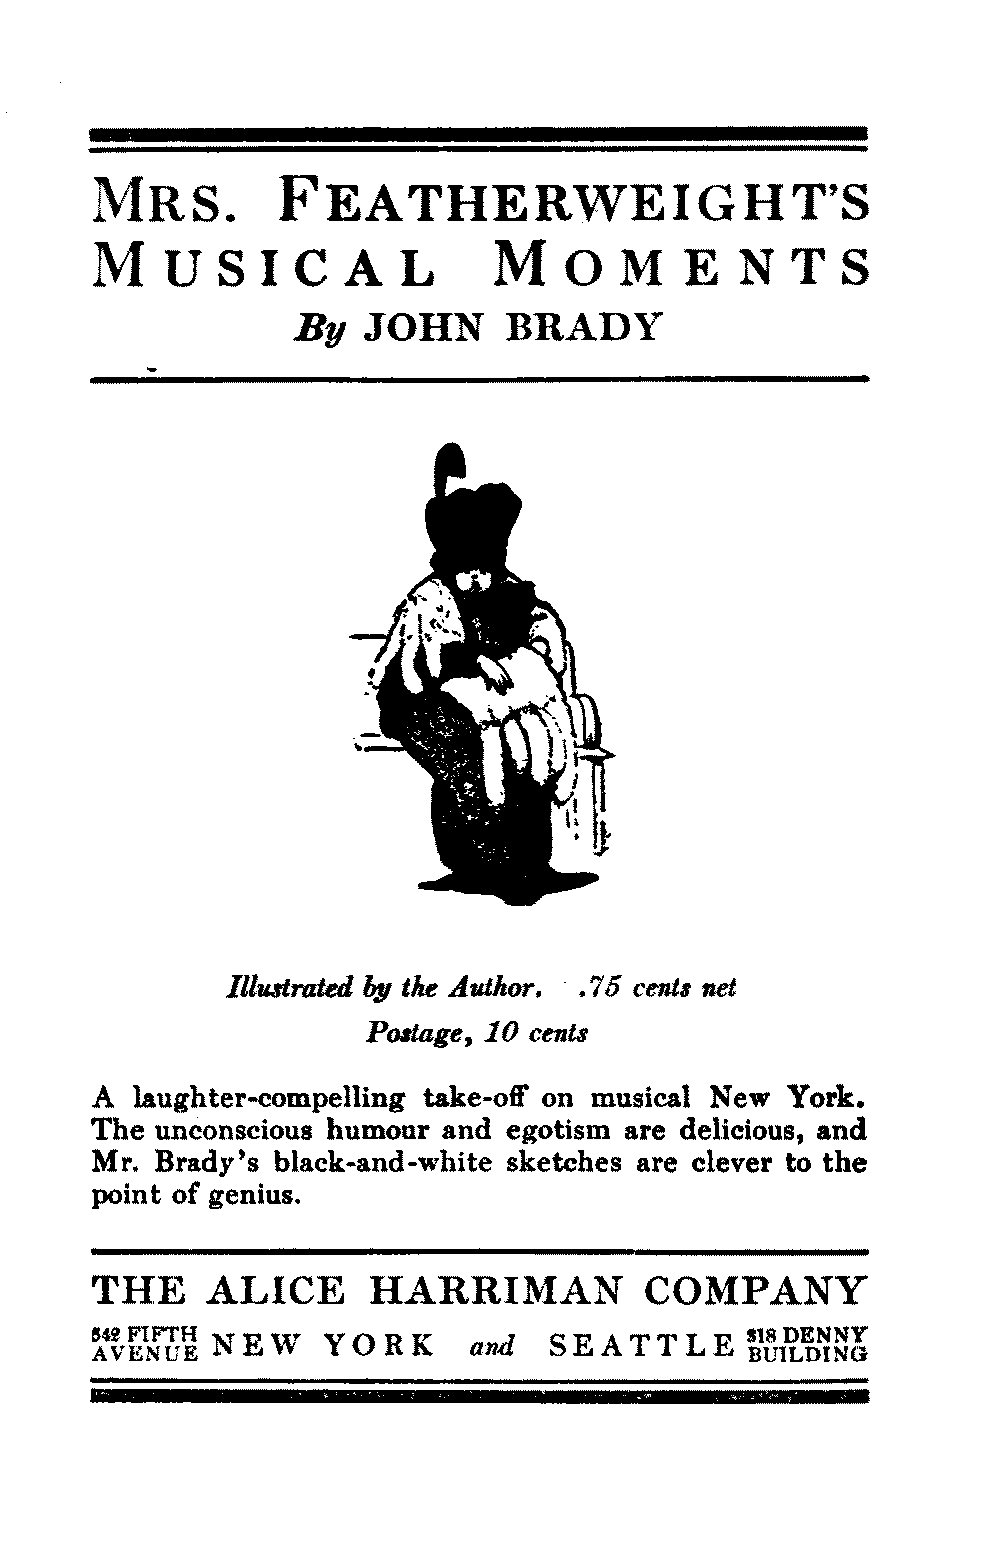 MRS. FEATHERWEIGHT'S
MUSICAL MOMENTS
By JOHN BRADY
Illustrated by the Author. .75 cents net
Postage, 10 cents
A laughter-compelling take-off on musical New York.
The unconscious humour and egotism are delicious, and
Mr. Brady's black-and-white sketches are clever to the
point of genius.
THE ALICE HARRIMAN COMPANY
542 FIFTH AVENUE NEW YORK and SEATTLE 318 DENNY BUILDING